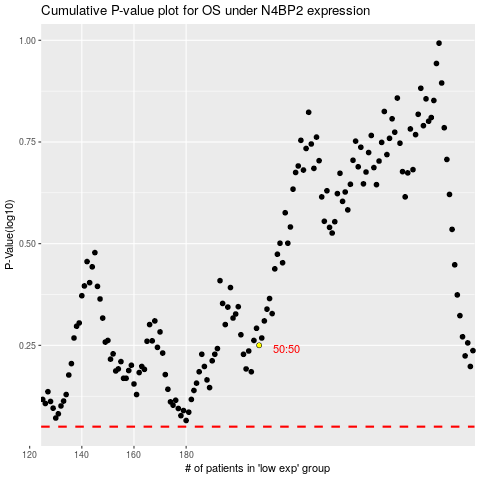 Cumulative P-value plot for OS under N4BP2 expression
P-Value(log10)
1.00
0.75
0.50
0.25
50:50
120 140 160 180
# of patients in 'low exp' group